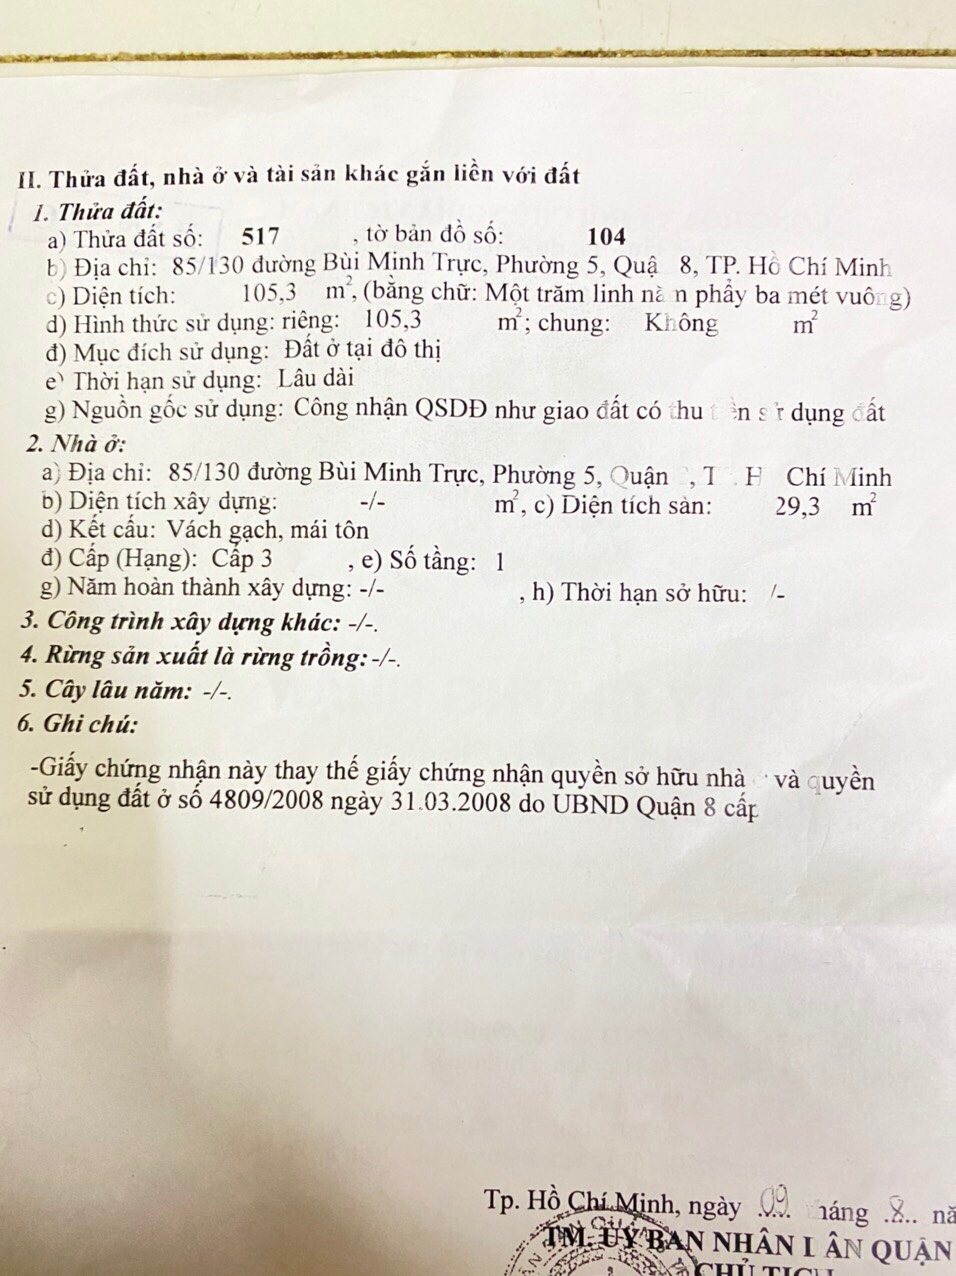 II. Thửa đất, nhà ở và tài sản khác gắn liền với đất
1. Thửa đất:
a) Thửa đất số: 517 , tờ bản đồ số: 104
b) Địa chỉ: 85/130 đường Bùi Minh Trực, Phường 5, Quậ 8, TP. Hồ Chí Minh
c) Diện tích: 105,3 m², (bằng chữ: Một trăm linh năm phẩy ba mét vuông)
d) Hình thức sử dụng: riêng: 105,3 m²; chung: Không m²
đ) Mục đích sử dụng: Đất ở tại đô thị
e) Thời hạn sử dụng: Lâu dài
g) Nguồn gốc sử dụng: Công nhận QSDĐ như giao đất có thu tiền sử dụng đất
2. Nhà ở:
a) Địa chỉ: 85/130 đường Bùi Minh Trực, Phường 5, Quận , T H Chí Minh
b) Diện tích xây dựng: -/- m², c) Diện tích sàn: 29,3 m²
d) Kết cấu: Vách gạch, mái tôn
đ) Cấp (Hạng): Cấp 3 , e) Số tầng: 1
g) Năm hoàn thành xây dựng: -/- , h) Thời hạn sở hữu: /-
3. Công trình xây dựng khác: -/-.
4. Rừng sản xuất là rừng trồng: -/-.
5. Cây lâu năm: -/-.
6. Ghi chú:
-Giấy chứng nhận này thay thế giấy chứng nhận quyền sở hữu nhà và quyền
sử dụng đất ở số 4809/2008 ngày 31.03.2008 do UBND Quận 8 cấp
Tp. Hồ Chí Minh, ngày 09 tháng 8 nă
TM. UỶ BAN NHÂN DÂN QUẬN
CHỦ TỊCH